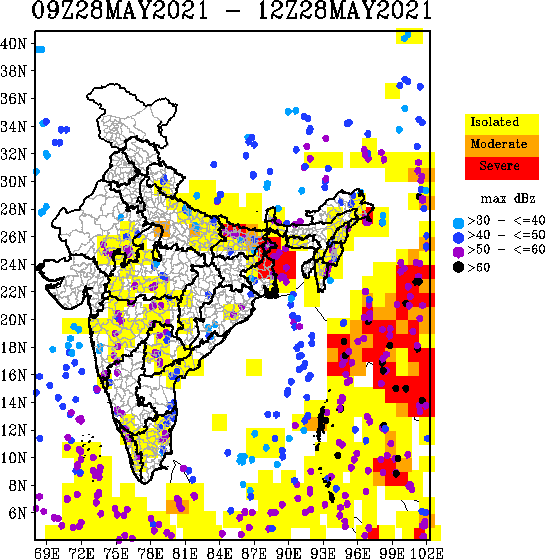 09Z28MAY2021 – 12Z28MAY2021
40N
38N
36N
34N
32N
30N
28N
26N
24N
22N
20N
18N
16N
14N
12N
10N
8N
6N
69E 72E 75E 78E 81E 84E 87E 90E 93E 96E 99E 102E
Isolated
Moderate
Severe
max dBz
>30 - <=40
>40 - <=50
>50 - <=60
>60